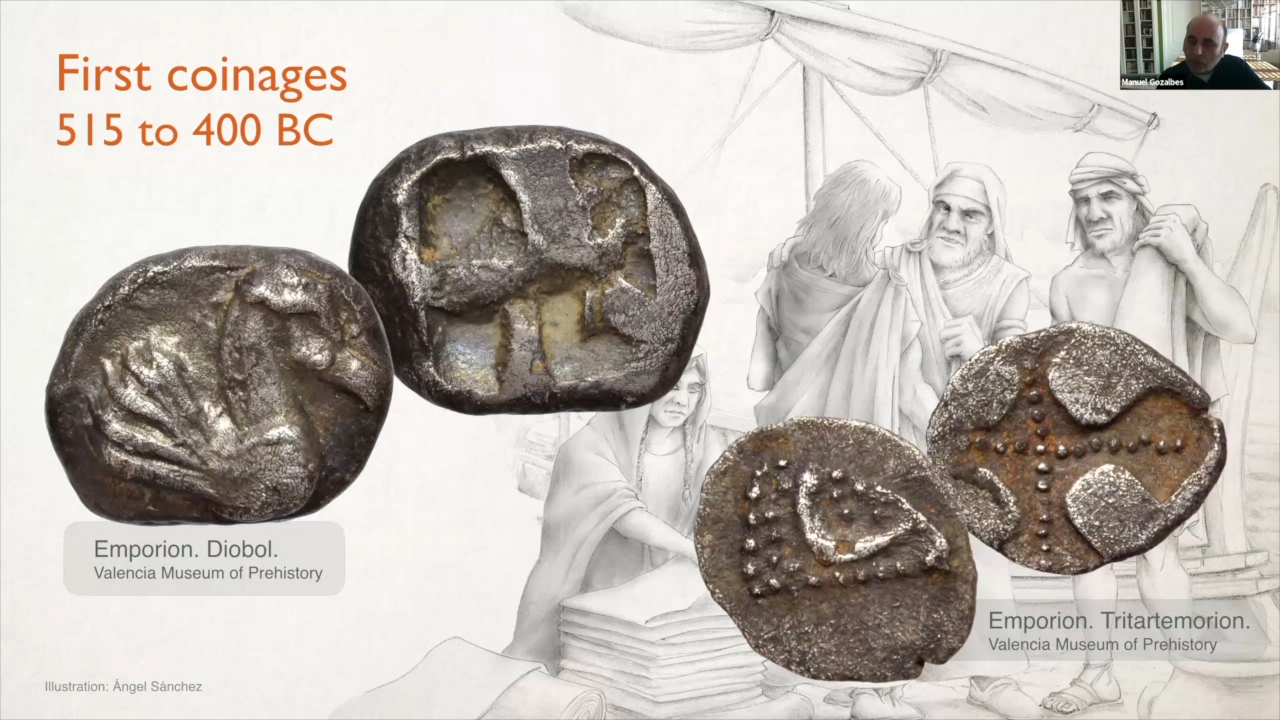 First coinages
515 to 400 BC
Manuel Gozalbes
Emporion. Diobol.
Valencia Museum of Prehistory
Emporion. Tritartemorion.
Valencia Museum of Prehistory
Illustration: Ángel Sánchez